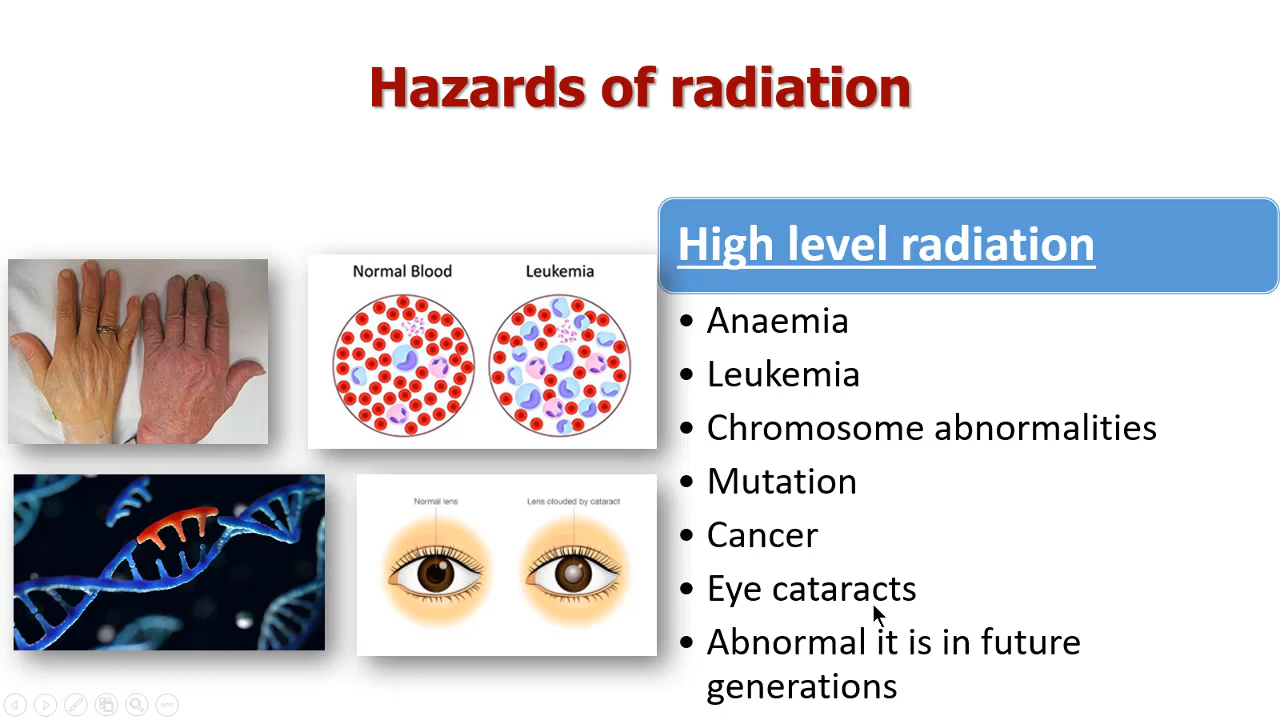 Hazards of radiation
High level radiation
Normal Blood
Leukemia
• Anaemia
• Leukemia
• Chromosome abnormalities
• Mutation
• Cancer
Normal lens
Lens clouded by cataract
• Eye cataracts
• Abnormal it is in future
generations